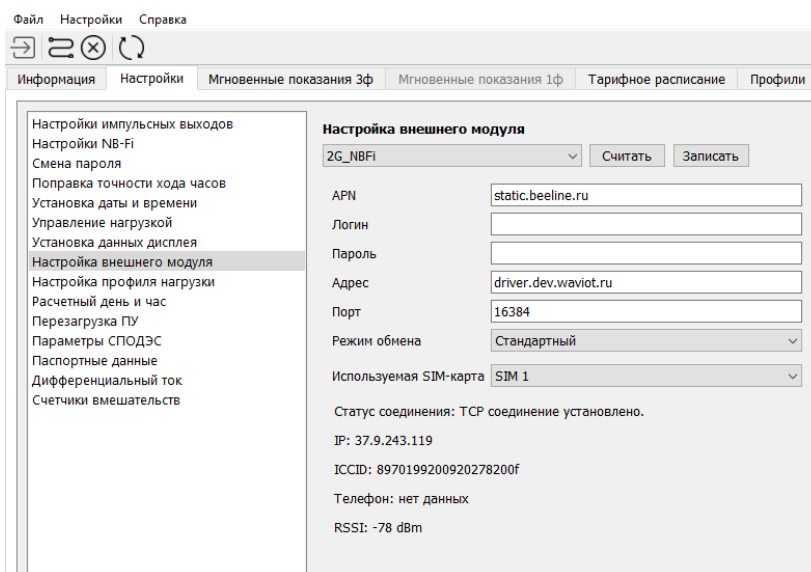 Файл Настройки Справка
Информация Настройки Мгновенные показания 3ф Мгновенные показания 1ф Тарифное расписание Профили
Настройки импульсных выходов
Настройки NB-Fi
Смена пароля
Поправка точности хода часов
Установка даты и времени
Управление нагрузкой
Установка данных дисплея
Настройка внешнего модуля
Настройка профиля нагрузки
Расчетный день и час
Перезагрузка ПУ
Параметры СПОДЭС
Паспортные данные
Дифференциальный ток
Счетчики вмешательств
Настройка внешнего модуля
2G_NBFi Считать Записать
APN static.beeline.ru
Логин
Пароль
Адрес driver.dev.waviot.ru
Порт 16384
Режим обмена Стандартный
Используемая SIM-карта SIM 1
Статус соединения: TCP соединение установлено.
IP: 37.9.243.119
ICCID: 8970199200920278200f
Телефон: нет данных
RSSI: -78 dBm